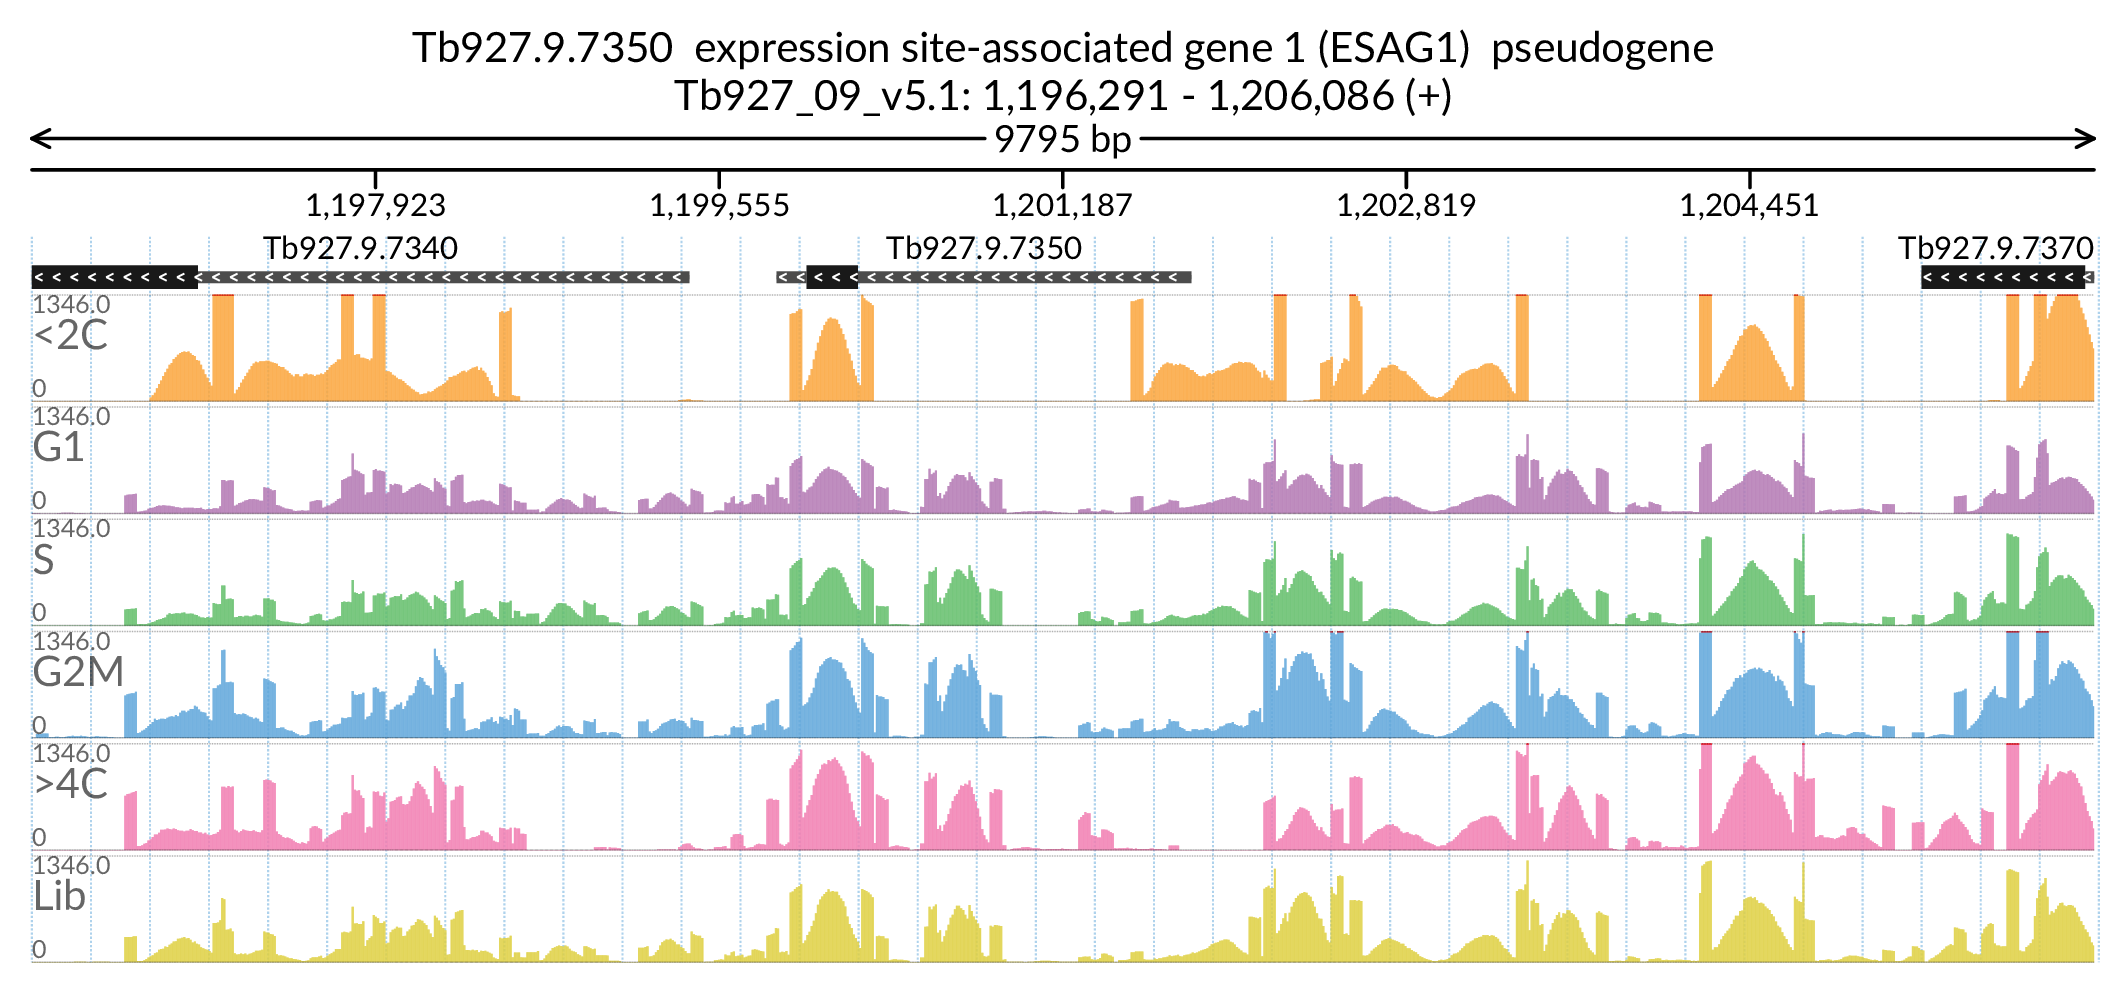 Tb927.9.7350 expression site-associated gene 1 (ESAG1) pseudogene
Tb927_09_v5.1: 1,196,291 - 1,206,086 (+)
9795 bp
1,197,923 1,199,555 1,201,187 1,202,819 1,204,451
Tb927.9.7340 Tb927.9.7350 Tb927.9.7370
1346.0
<2C
0
1346.0
G1
0
1346.0
S
0
1346.0
G2M
0
1346.0
>4C
0
1346.0
Lib
0